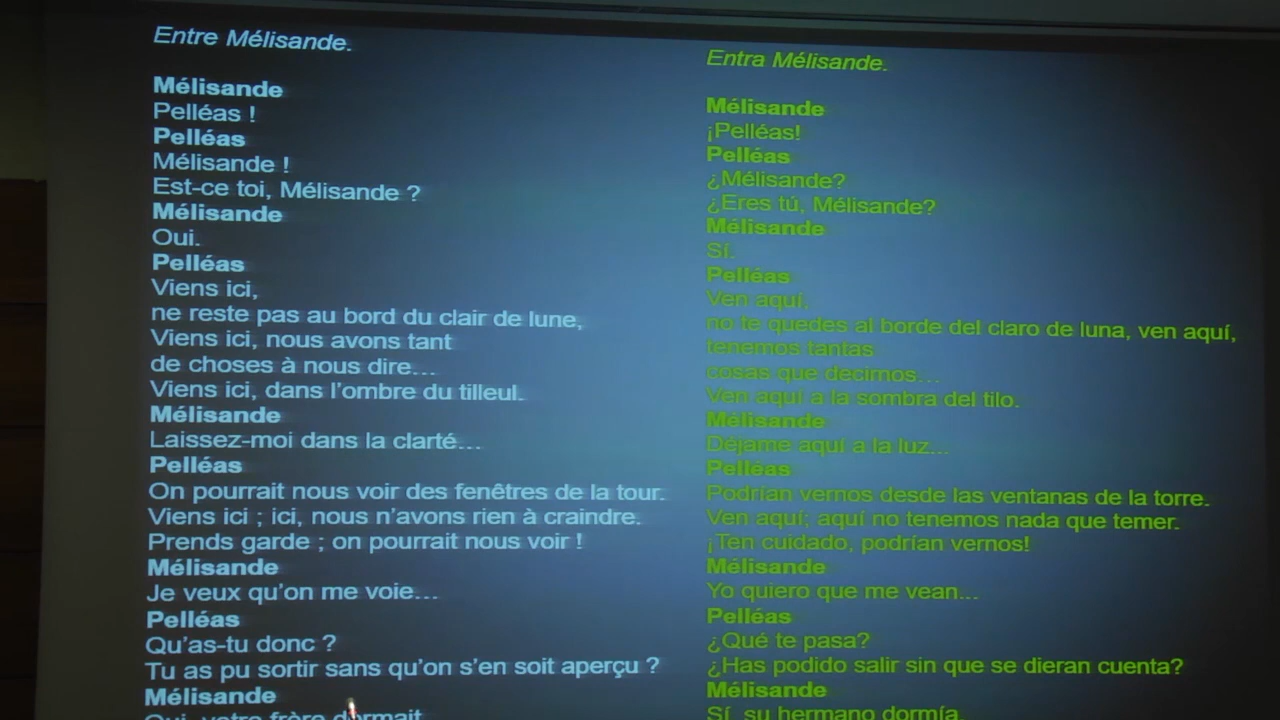 Entre Mélisande.
Mélisande
Pelléas !
Pelléas
Mélisande !
Est-ce toi, Mélisande ?
Mélisande
Oui.
Pelléas
Viens ici,
ne reste pas au bord du clair de lune,
Viens ici, nous avons tant
de choses à nous dire...
Viens ici, dans l’ombre du tilleul.
Mélisande
Laissez-moi dans la clarté...
Pelléas
On pourrait nous voir des fenêtres de la tour.
Viens ici ; ici, nous n’avons rien à craindre.
Prends garde ; on pourrait nous voir !
Mélisande
Je veux qu’on me voie...
Pelléas
Qu’as-tu donc ?
Tu as pu sortir sans qu’on s’en soit aperçu ?
Mélisande
Oui, votre frère dormait
Entra Mélisande.
Mélisande
¡Pelléas!
Pelléas
¿Mélisande?
¿Eres tú, Mélisande?
Mélisande
Sí.
Pelléas
Ven aquí,
no te quedes al borde del claro de luna, ven aquí,
tenemos tantas
cosas que decirnos...
Ven aquí a la sombra del tilo.
Mélisande
Déjame aquí a la luz...
Pelléas
Podrían vernos desde las ventanas de la torre.
Ven aquí; aquí no tenemos nada que temer.
¡Ten cuidado, podrían vernos!
Mélisande
Yo quiero que me vean...
Pelléas
¿Qué te pasa?
¿Has podido salir sin que se dieran cuenta?
Mélisande
Sí, su hermano dormía.